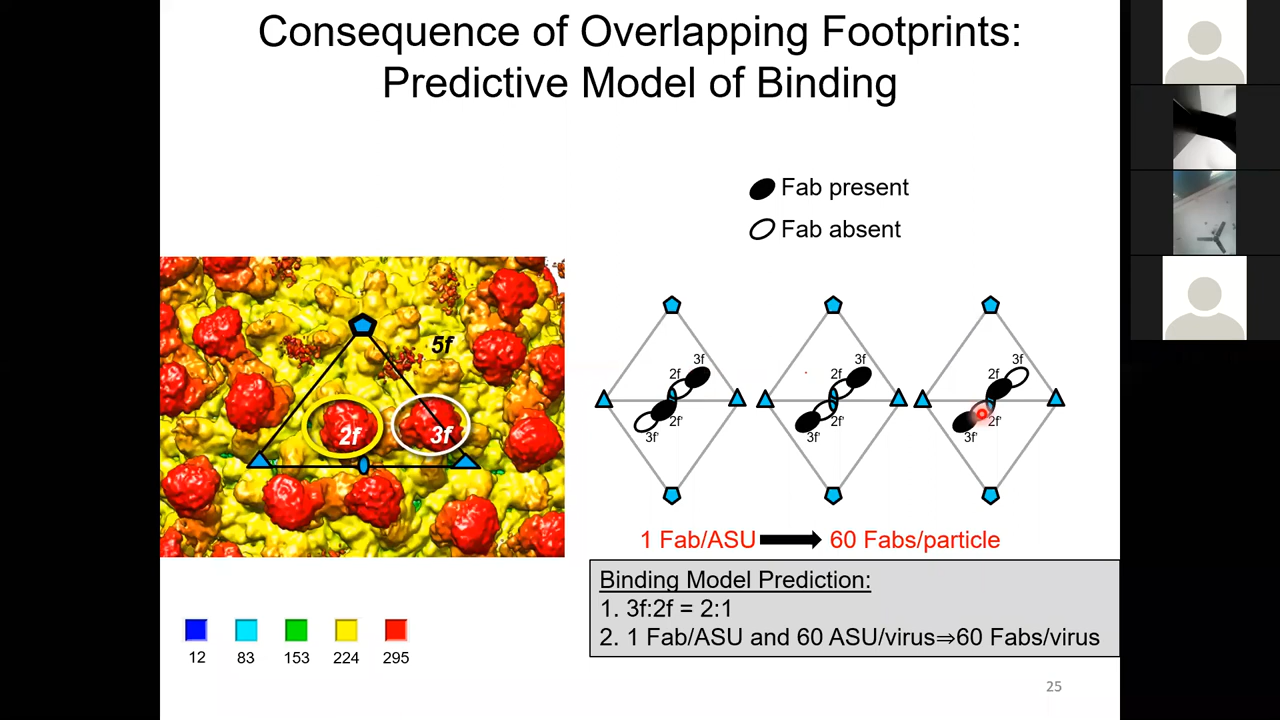 Consequence of Overlapping Footprints:
Predictive Model of Binding
Fab present
Fab absent
5f
2f
3f
3f
2f
2f'
3f'
3f
2f
2f'
3f'
3f
2f
2f'
3f'
1 Fab/ASU 60 Fabs/particle
Binding Model Prediction:
1. 3f:2f = 2:1
2. 1 Fab/ASU and 60 ASU/virus⇒60 Fabs/virus
12 83 153 224 295
25